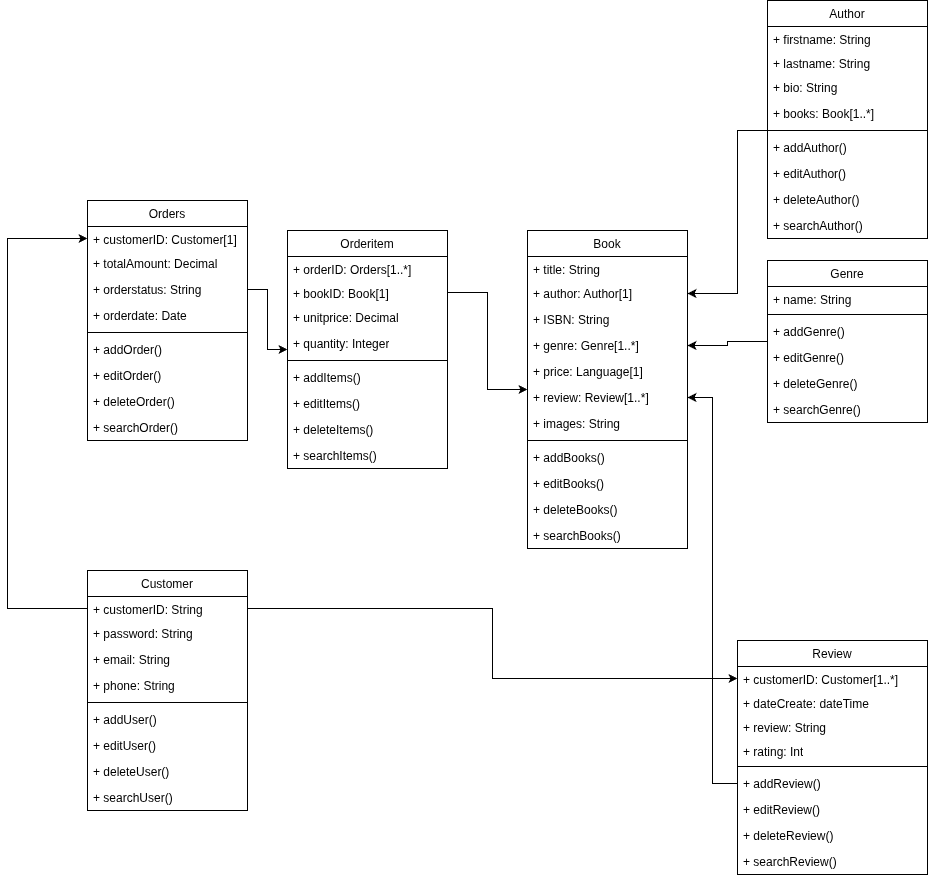 Author
+ firstname: String
+ lastname: String
+ bio: String
+ books: Book[1..*]
+ addAuthor()
+ editAuthor()
+ deleteAuthor()
+ searchAuthor()
Orders
+ customerID: Customer[1]
+ totalAmount: Decimal
+ orderstatus: String
+ orderdate: Date
+ addOrder()
+ editOrder()
+ deleteOrder()
+ searchOrder()
Orderitem
+ orderID: Orders[1..*]
+ bookID: Book[1]
+ unitprice: Decimal
+ quantity: Integer
+ addItems()
+ editItems()
+ deleteItems()
+ searchItems()
Book
+ title: String
+ author: Author[1]
+ ISBN: String
+ genre: Genre[1..*]
+ price: Language[1]
+ review: Review[1..*]
+ images: String
+ addBooks()
+ editBooks()
+ deleteBooks()
+ searchBooks()
Genre
+ name: String
+ addGenre()
+ editGenre()
+ deleteGenre()
+ searchGenre()
Customer
+ customerID: String
+ password: String
+ email: String
+ phone: String
+ addUser()
+ editUser()
+ deleteUser()
+ searchUser()
Review
+ customerID: Customer[1..*]
+ dateCreate: dateTime
+ review: String
+ rating: Int
+ addReview()
+ editReview()
+ deleteReview()
+ searchReview()